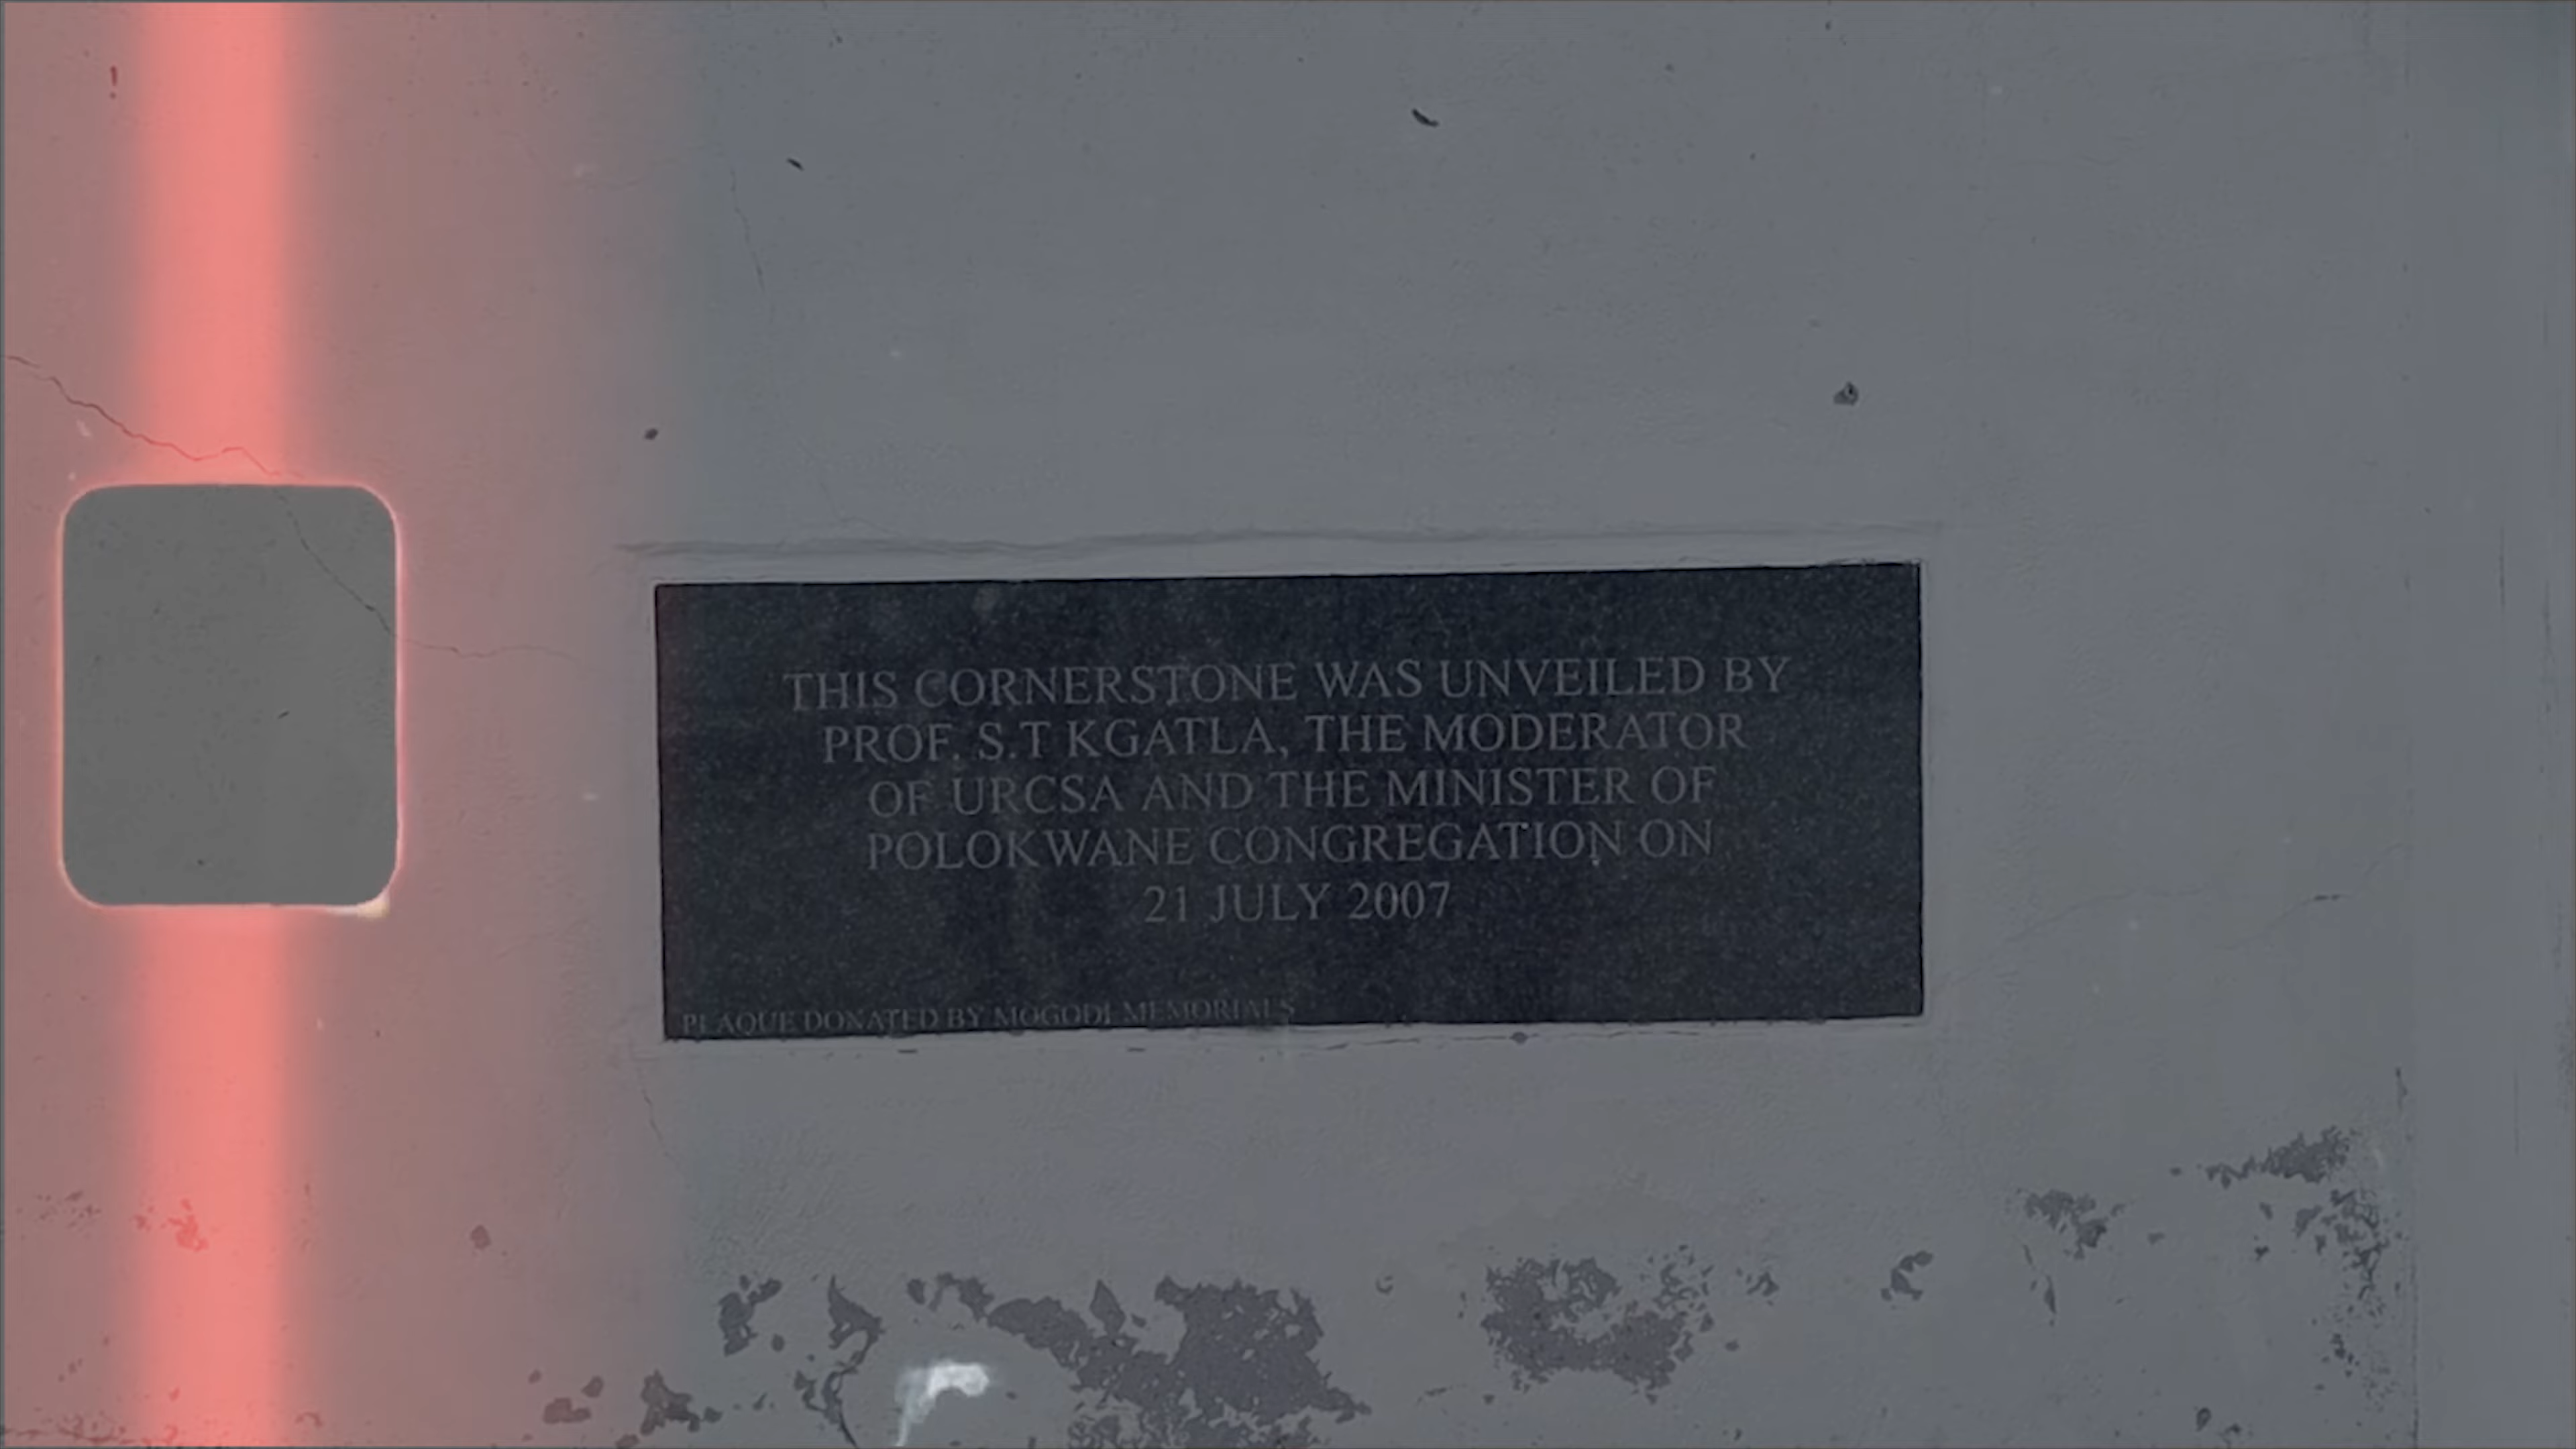 THIS CORNERSTONE WAS UNVEILED BY
PROF. S.T KGATLA, THE MODERATOR
OF URCSA AND THE MINISTER OF
POLOKWANE CONGREGATION ON
21 JULY 2007
PLAQUE DONATED BY MOGODI MEMORIALS